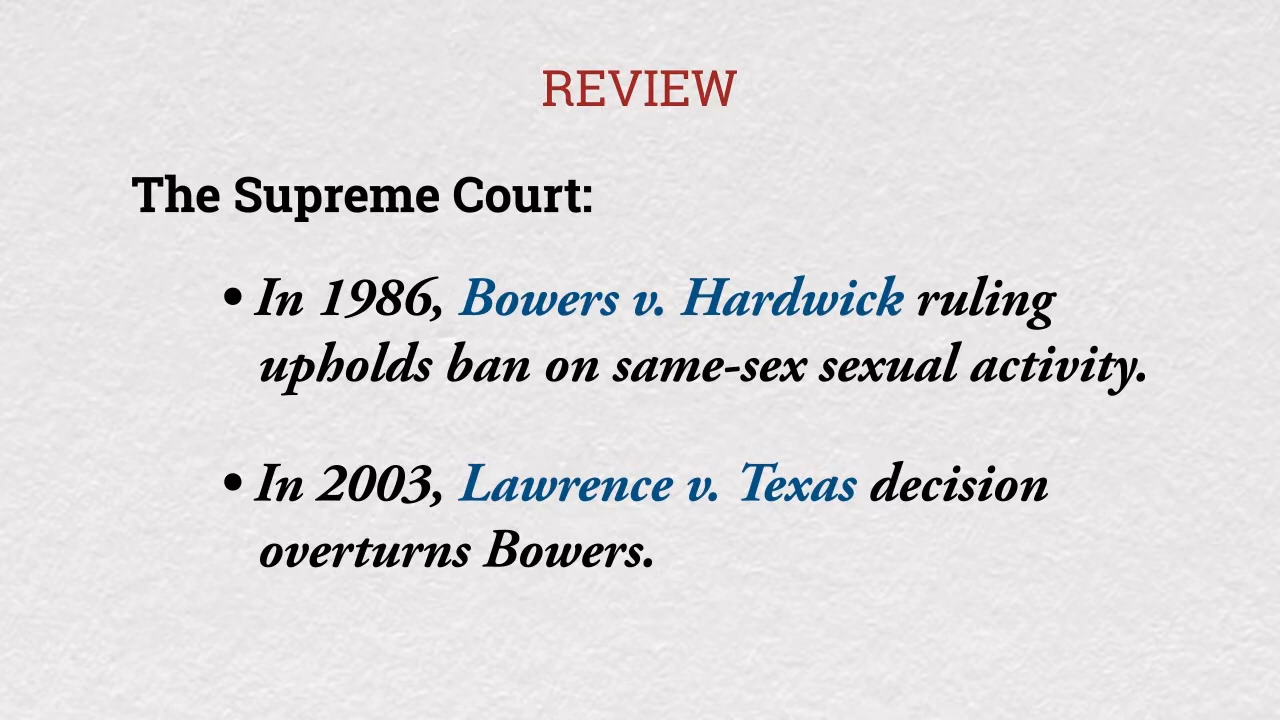 REVIEW
The Supreme Court:
• In 1986, Bowers v. Hardwick ruling
upholds ban on same-sex sexual activity.
• In 2003, Lawrence v. Texas decision
overturns Bowers.